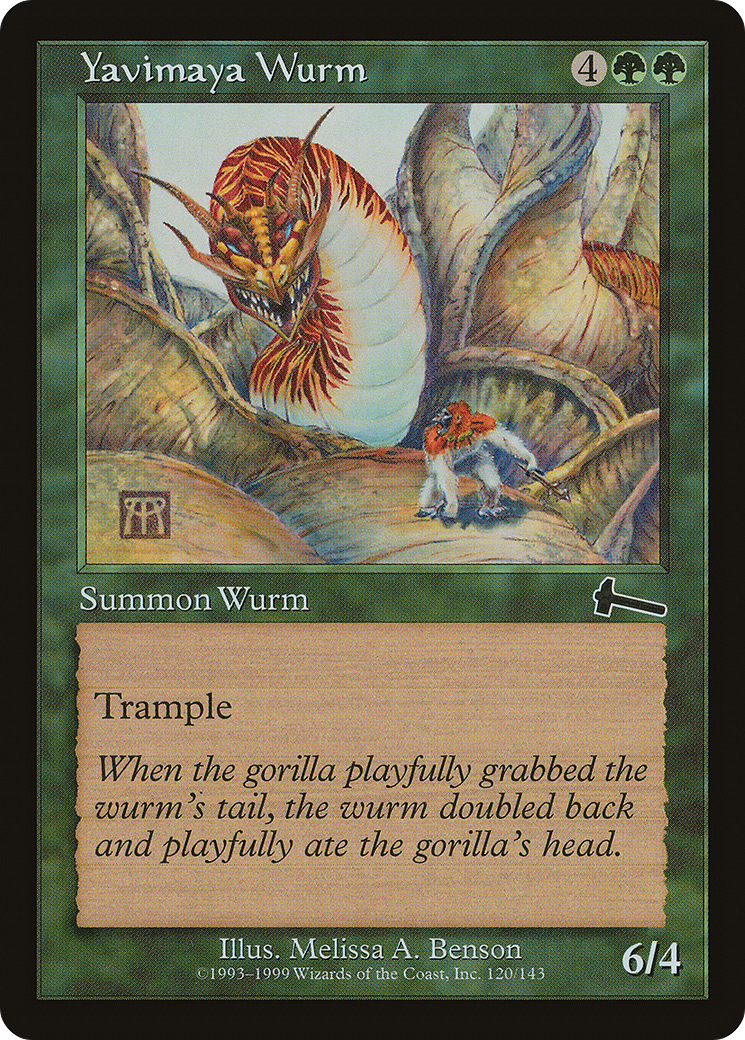 Yavimaya Wurm 4
Summon Wurm
Trample
When the gorilla playfully grabbed the
wurm's tail, the wurm doubled back
and playfully ate the gorilla's head.
Illus. Melissa A. Benson
©1993–1999 Wizards of the Coast, Inc. 120/143
6/4